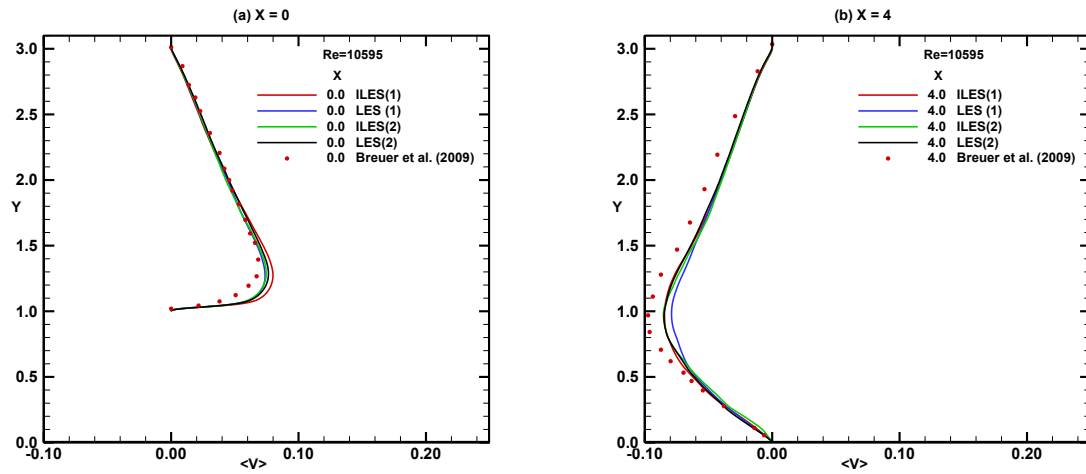 (a) X = 0
3.0
2.5
2.0
Y
1.5
1.0
0.5
0.0
-0.10
0.00
0.10
0.20
<V>
Re=10595
X
0.0 ILES(1)
0.0 LES (1)
0.0 ILES(2)
0.0 LES(2)
0.0 Breuer et al. (2009)
(b) X = 4
3.0
2.5
2.0
Y
1.5
1.0
0.5
0.0
-0.10
0.00
0.10
0.20
<V>
Re=10595
X
4.0 ILES(1)
4.0 LES (1)
4.0 ILES(2)
4.0 LES(2)
4.0 Breuer et al. (2009)